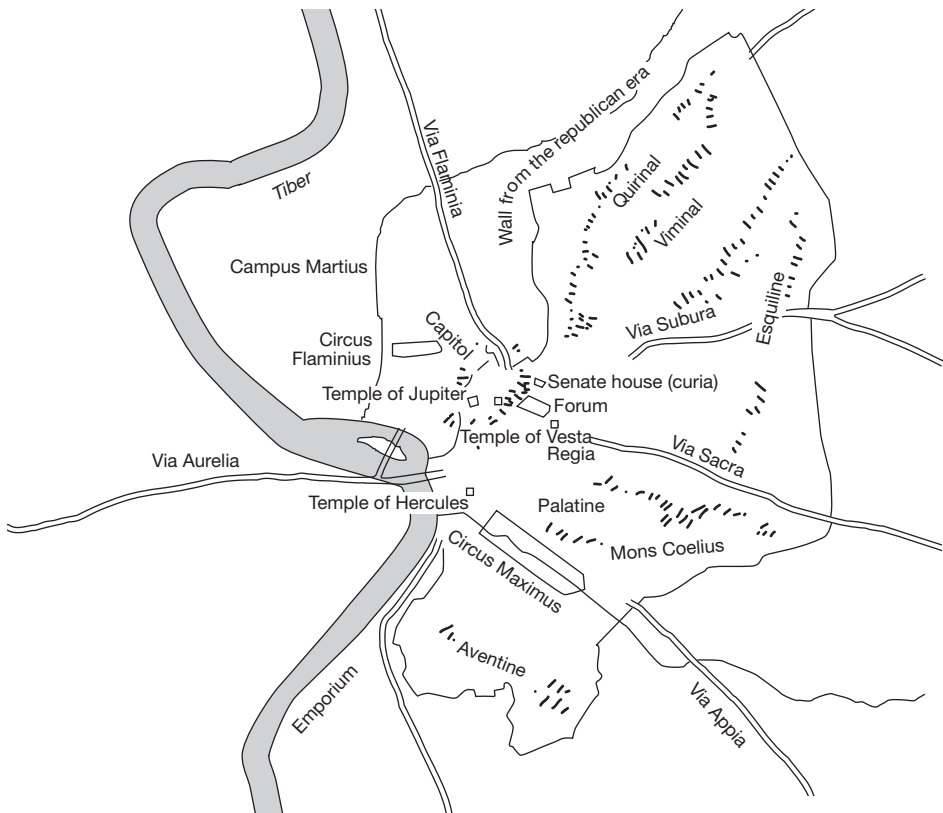 Via Flaminia
Wall from the republican era
Tiber
Quirinal
Viminal
Campus Martius
Esquiline
Via Subura
Capitol
Circus
Flaminius
Senate house (curia)
Temple of Jupiter
Forum
Temple of Vesta
Regia
Via Sacra
Via Aurelia
Temple of Hercules
Palatine
Mons Coelius
Circus Maximus
Aventine
Emporium
Via Appia